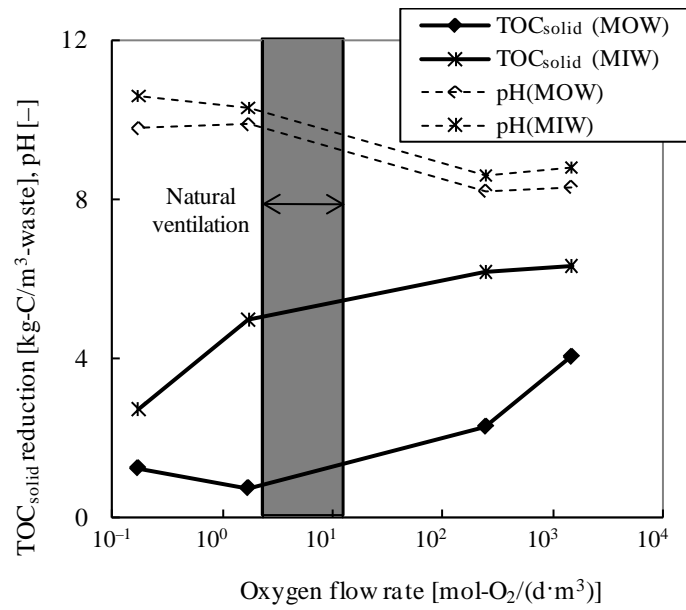 TOCsolid (MOW)
TOCsolid (MIW)
pH(MOW)
pH(MIW)
12
8
4
0
TOCsolid reduction [kg-C/m³-waste], pH [–]
Natural
ventilation
10⁻¹ 10⁰ 10¹ 10² 10³ 10⁴
Oxygen flow rate [mol-O₂/(d·m³)]